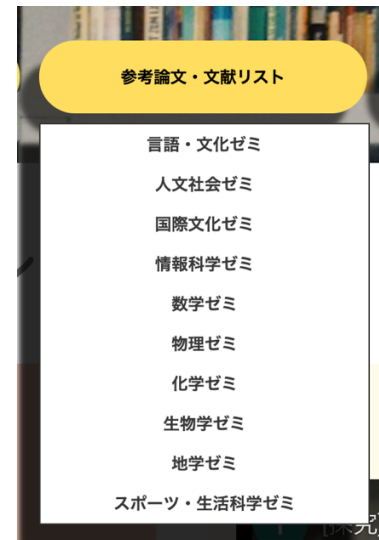 参考論文・文献リスト
言語・文化ゼミ
人文社会ゼミ
国際文化ゼミ
情報科学ゼミ
数学ゼミ
物理ゼミ
化学ゼミ
生物学ゼミ
地学ゼミ
スポーツ・生活科学ゼミ